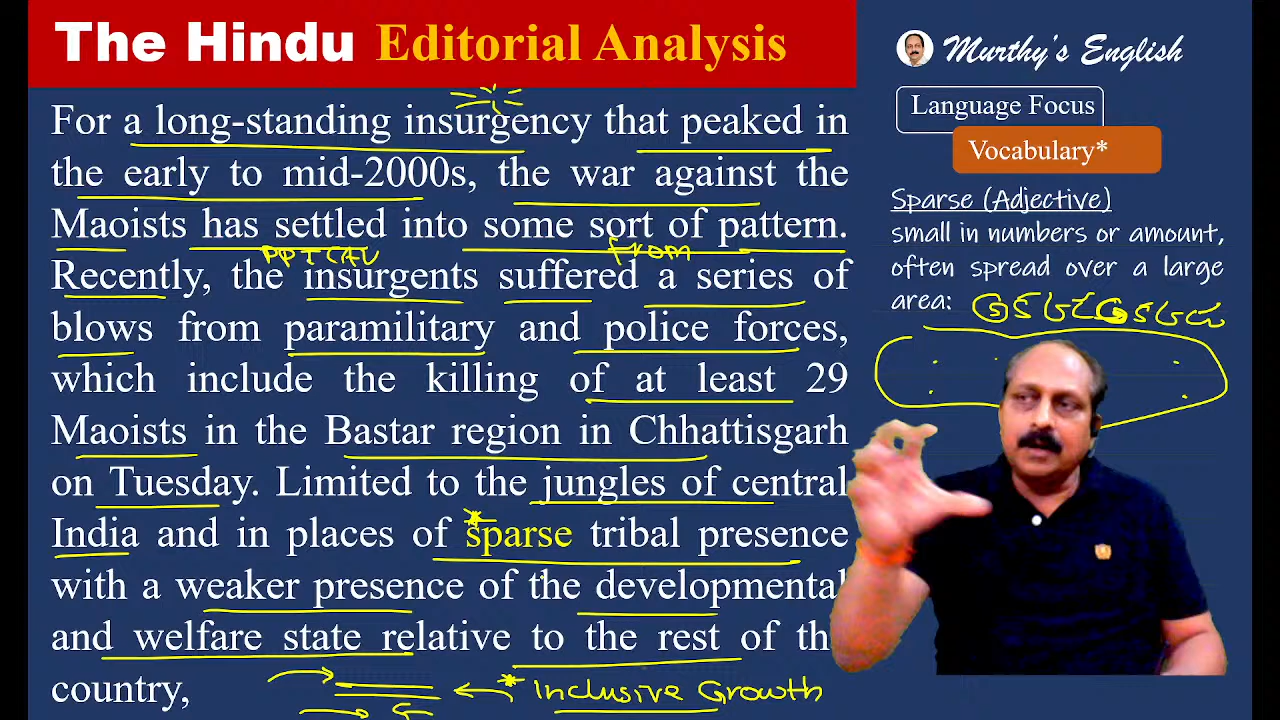 The Hindu Editorial Analysis
Murthy's English
Language Focus
Vocabulary*
For a long-standing insurgency that peaked in
the early to mid-2000s, the war against the
Maoists has settled into some sort of pattern.
from
Recently, the insurgents suffered a series of
blows from paramilitary and police forces,
which include the killing of at least 29
Maoists in the Bastar region in Chhattisgarh
on Tuesday. Limited to the jungles of central
India and in places of *sparse tribal presence
with a weaker presence of the developmental
and welfare state relative to the rest of th
country,
* Inclusive Growth
Sparse (Adjective)
small in numbers or amount,
often spread over a large
area: